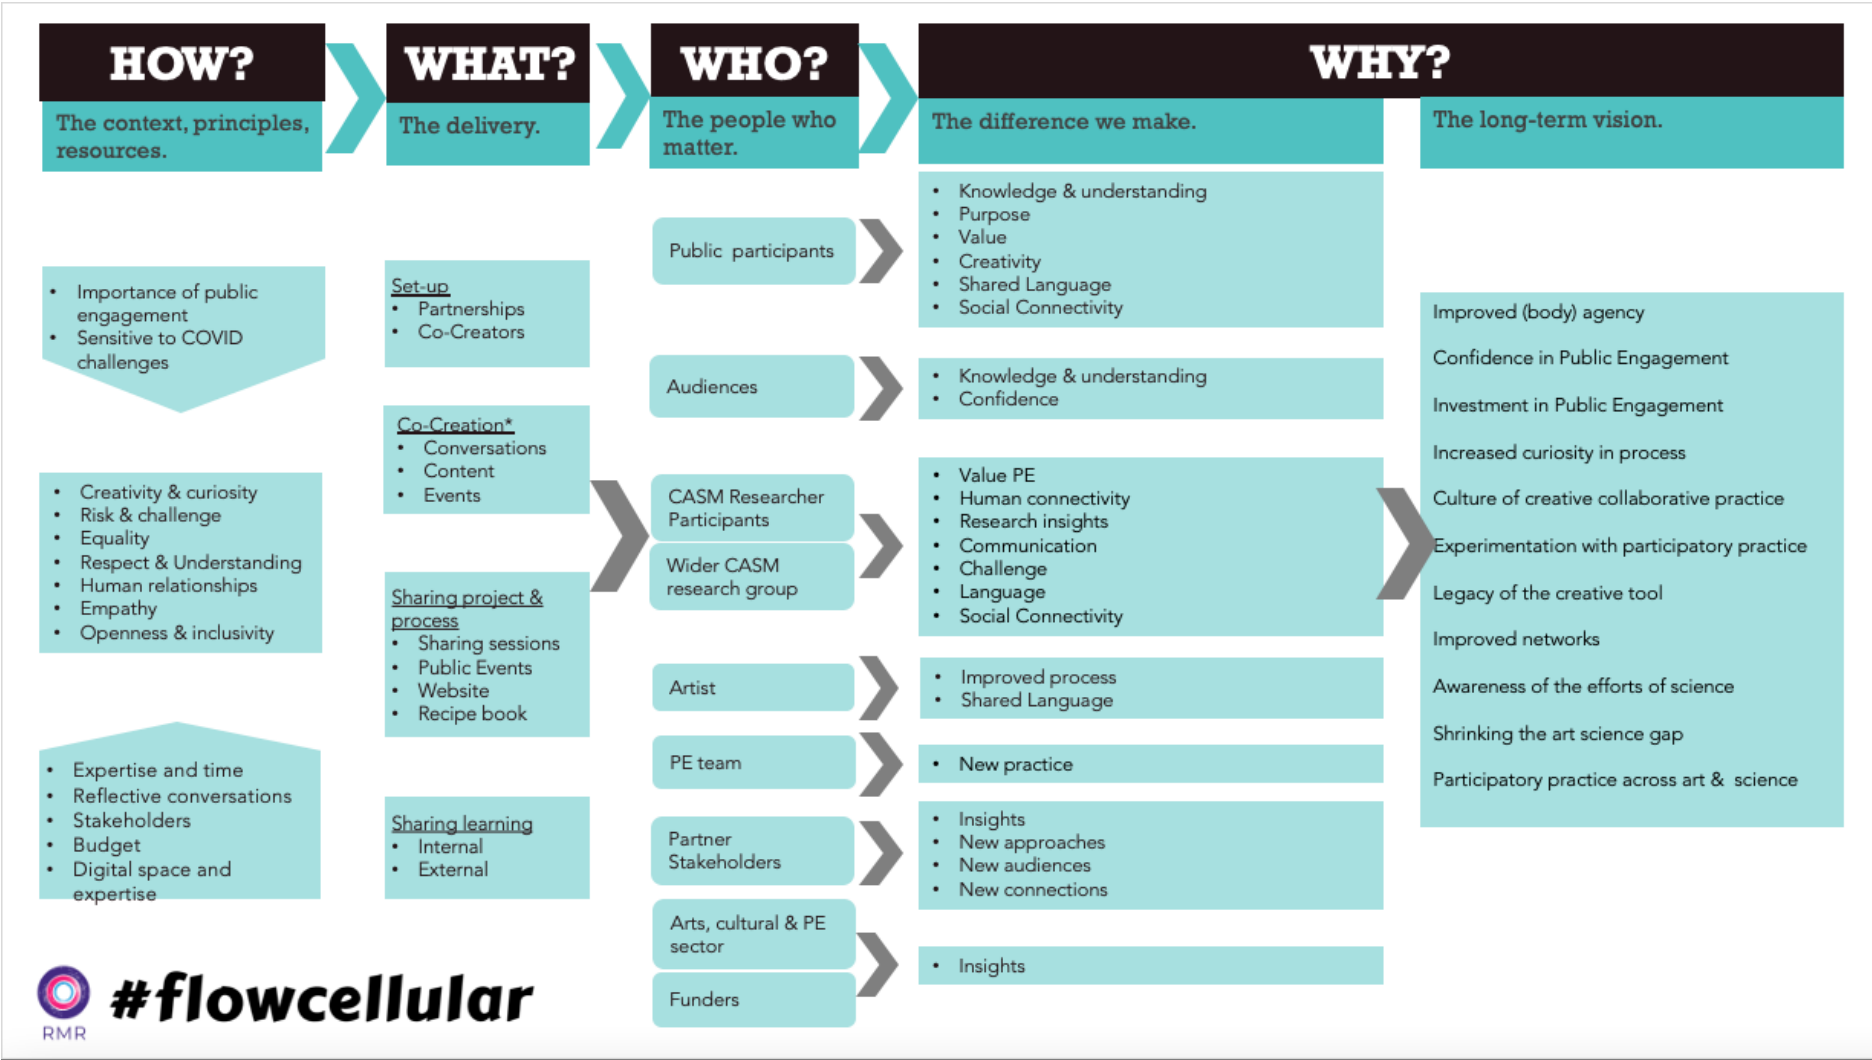 HOW?
The context, principles,
resources.
• Importance of public
engagement
• Sensitive to COVID
challenges
• Creativity & curiosity
• Risk & challenge
• Equality
• Respect & Understanding
• Human relationships
• Empathy
• Openness & inclusivity
• Expertise and time
• Reflective conversations
• Stakeholders
• Budget
• Digital space and
expertise
WHAT?
The delivery.
Set-up
• Partnerships
• Co-Creators
Co-Creation*
• Conversations
• Content
• Events
Sharing project &
process
• Sharing sessions
• Public Events
• Website
• Recipe book
Sharing learning
• Internal
• External
WHO?
The people who
matter.
Public participants
Audiences
CASM Researcher
Participants
Wider CASM
research group
Artist
PE team
Partner
Stakeholders
Arts, cultural & PE
sector
Funders
WHY?
The difference we make.
• Knowledge & understanding
• Purpose
• Value
• Creativity
• Shared Language
• Social Connectivity
• Knowledge & understanding
• Confidence
• Value PE
• Human connectivity
• Research insights
• Communication
• Challenge
• Language
• Social Connectivity
• Improved process
• Shared Language
• New practice
• Insights
• New approaches
• New audiences
• New connections
• Insights
The long-term vision.
Improved (body) agency
Confidence in Public Engagement
Investment in Public Engagement
Increased curiosity in process
Culture of creative collaborative practice
Experimentation with participatory practice
Legacy of the creative tool
Improved networks
Awareness of the efforts of science
Shrinking the art science gap
Participatory practice across art & science
RMR
#flowcellular